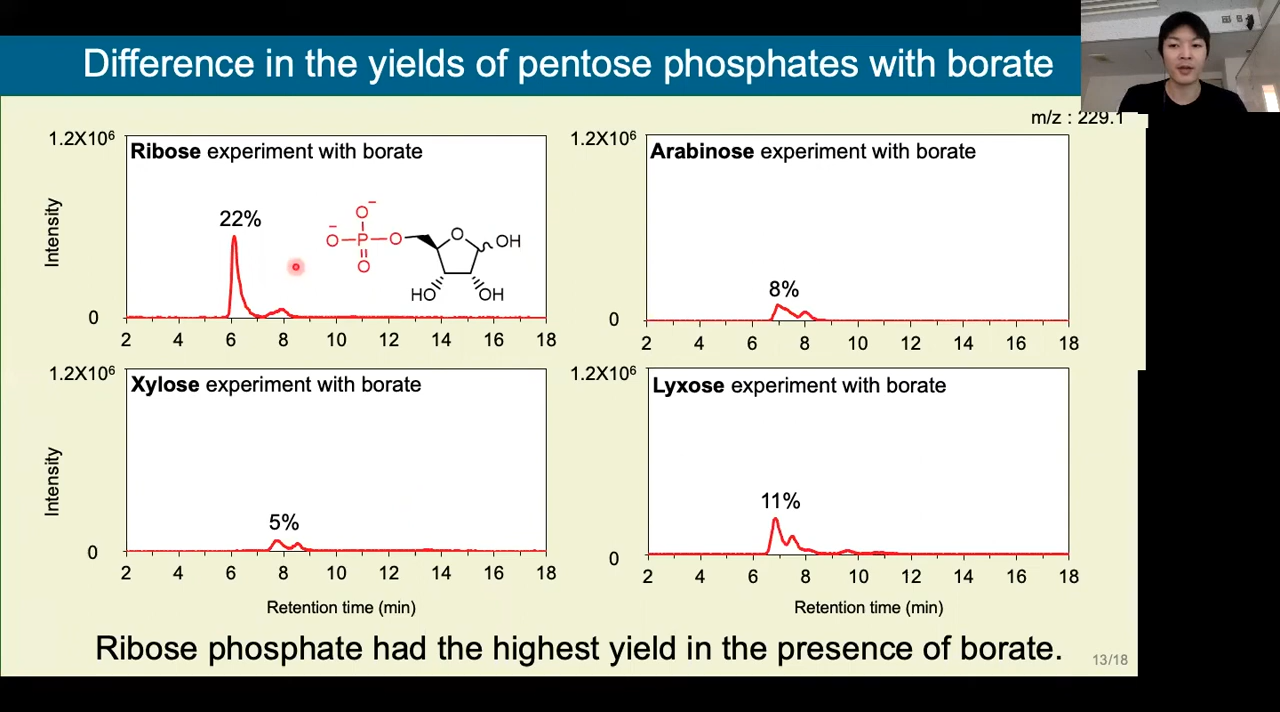 Difference in the yields of pentose phosphates with borate
m/z : 229.1
1.2X10⁶
Ribose experiment with borate
22%
Intensity
0
2 4 6 8 10 12 14 16 18
O⁻
⁻O P O O OH
O
HO OH
1.2X10⁶
Arabinose experiment with borate
8%
0
2 4 6 8 10 12 14 16 18
1.2X10⁶
Xylose experiment with borate
5%
Intensity
0
2 4 6 8 10 12 14 16 18
Retention time (min)
1.2X10⁶
Lyxose experiment with borate
11%
0
2 4 6 8 10 12 14 16 18
Retention time (min)
Ribose phosphate had the highest yield in the presence of borate.
13/18